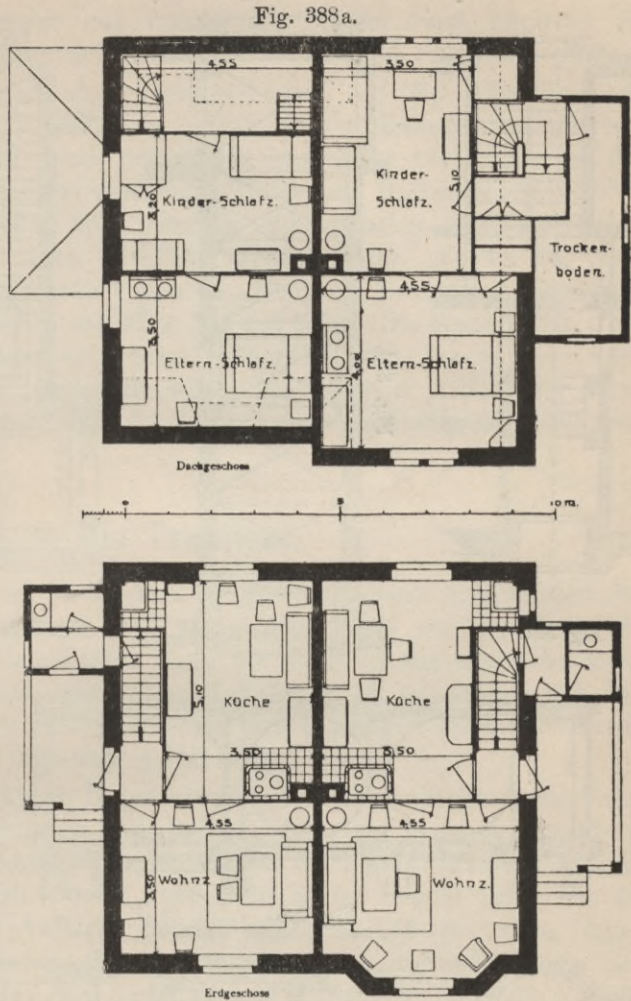 Fig. 388a.
4,55
3,50
Kinder-Schlafz.
3,20
Kinder-
Schlafz.
5,10
Trocken-
boden.
4,55
3,50
Eltern-Schlafz.
4,00
Eltern-Schlafz.
Dachgeschoss
0 5 10 m.
5,10
Küche
Küche
3,50
3,50
4,55
4,55
3,50
Wohnz.
Wohnz.
Erdgeschoss